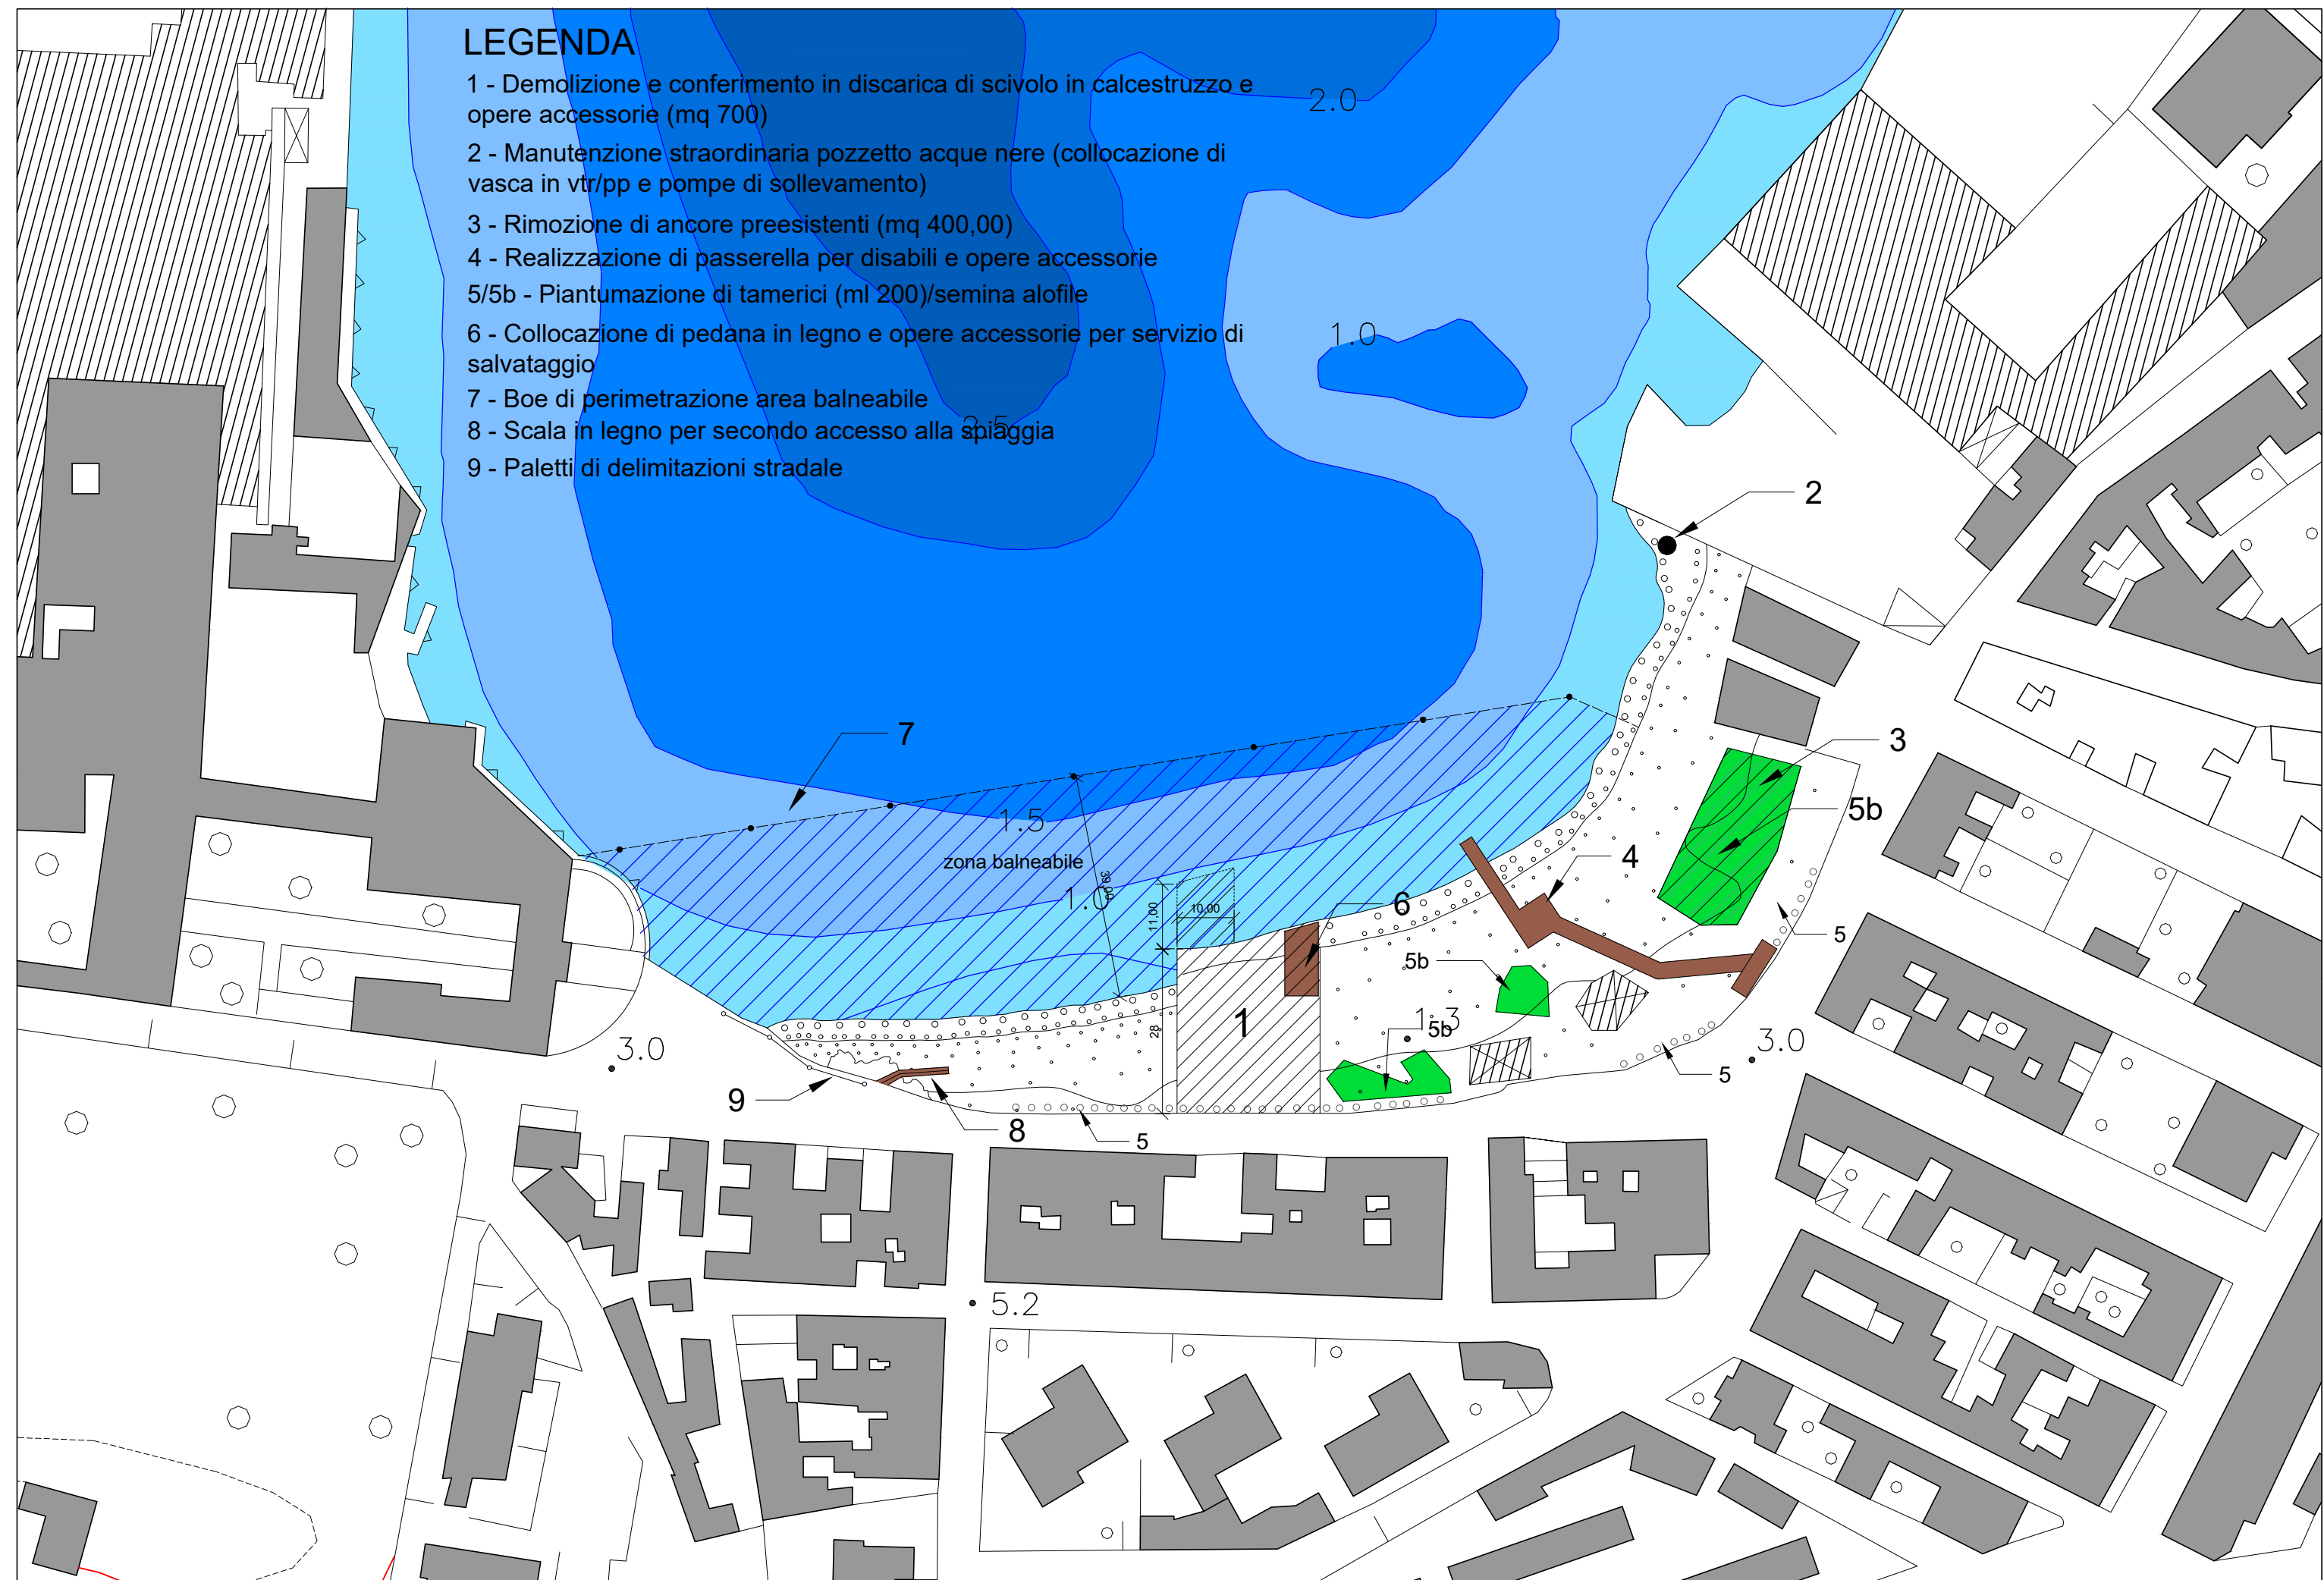 LEGENDA
1 - Demolizione e conferimento in discarica di scivolo in calcestruzzo e
opere accessorie (mq 700)
2 - Manutenzione straordinaria pozzetto acque nere (collocazione di
vasca in vtr/pp e pompe di sollevamento)
3 - Rimozione di ancore preesistenti (mq 400,00)
4 - Realizzazione di passerella per disabili e opere accessorie
5/5b - Piantumazione di tamerici (ml 200)/semina alofile
6 - Collocazione di pedana in legno e opere accessorie per servizio di
salvataggio
7 - Boe di perimetrazione area balneabile
8 - Scala in legno per secondo accesso alla spiaggia
9 - Paletti di delimitazioni stradale
2.0
1.0
2.5
2
7
3
5b
1.5
zona balneabile
4
39,00
1.0
11,00
10,00
6
5
5b
1
28
1.3
5b
3.0
3.0
5
9
8
5
5.2